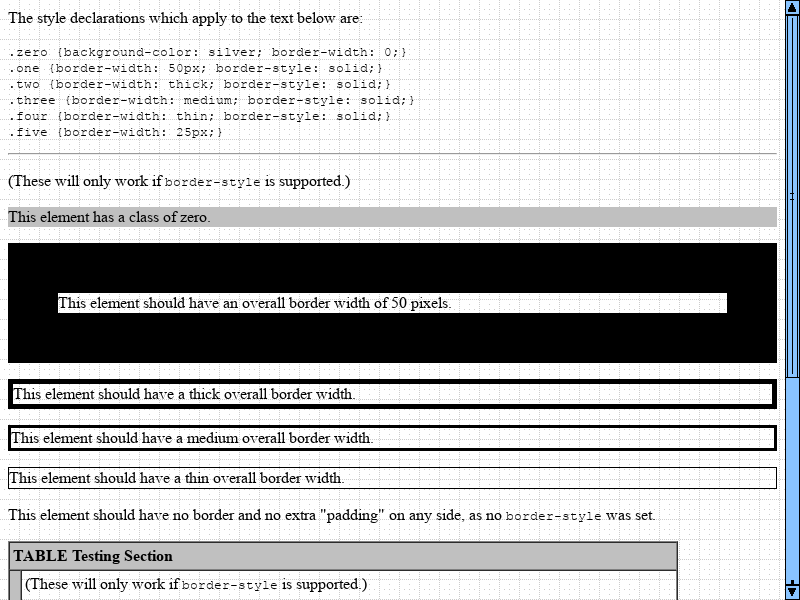 The style declarations which apply to the text below are:
.zero {background-color: silver; border-width: 0;}
.one {border-width: 50px; border-style: solid;}
.two {border-width: thick; border-style: solid;}
.three {border-width: medium; border-style: solid;}
.four {border-width: thin; border-style: solid;}
.five {border-width: 25px;}
(These will only work if border-style is supported.)
This element has a class of zero.
This element should have an overall border width of 50 pixels.
This element should have a thick overall border width.
This element should have a medium overall border width.
This element should have a thin overall border width.
This element should have no border and no extra "padding" on any side, as no border-style was set.
TABLE Testing Section
(These will only work if border-style is supported.)